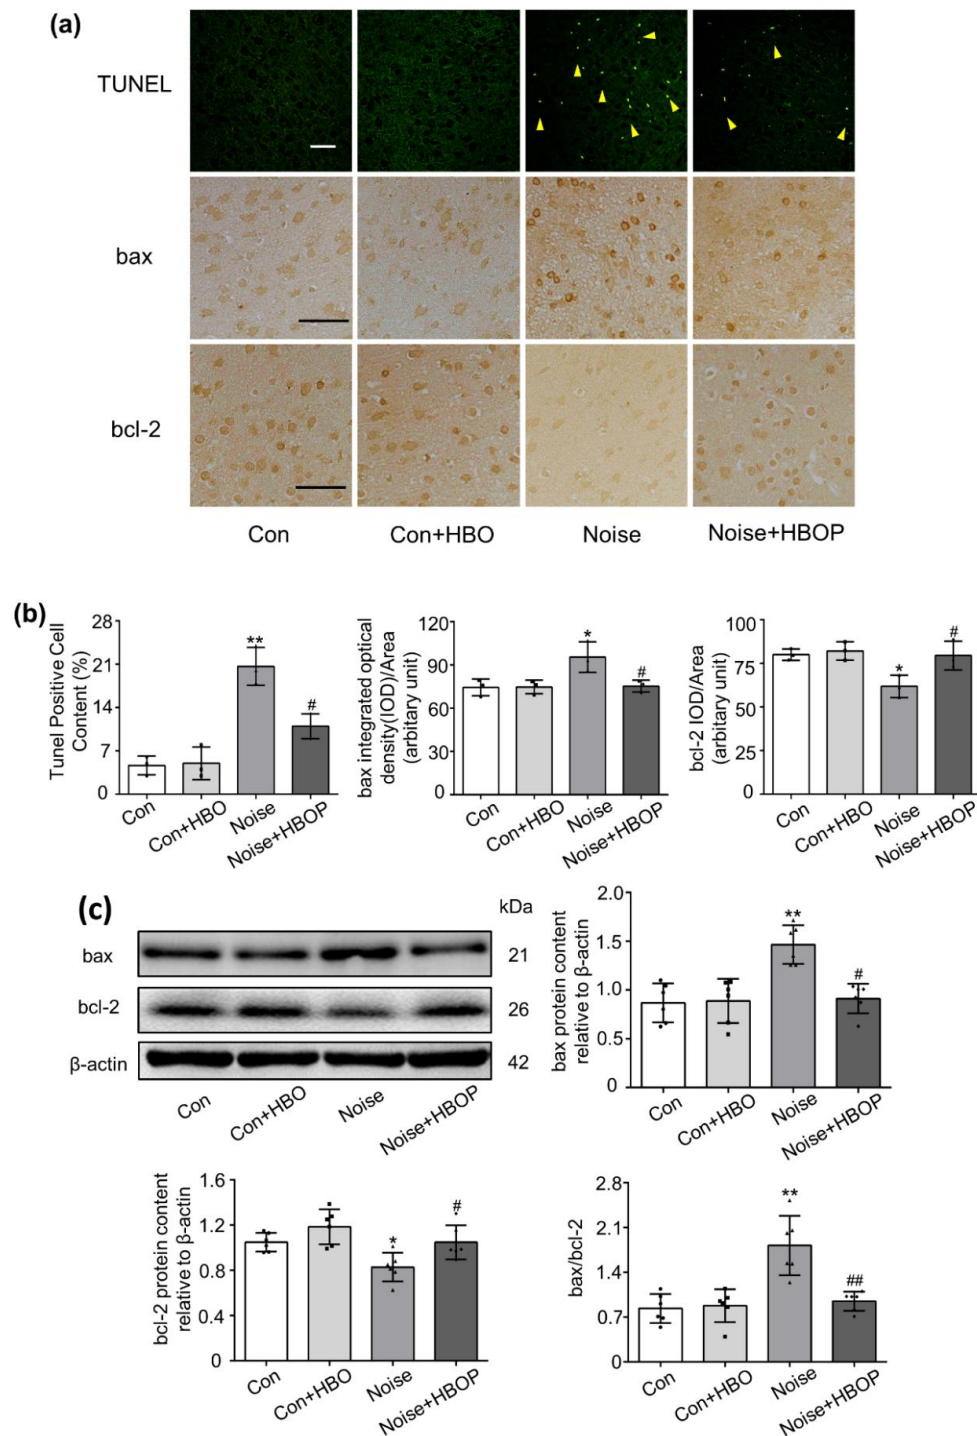 (a)
TUNEL
bax
bcl-2
Con
Con+HBO
Noise
Noise+HBOP
(b)
Tunel Positive Cell
Content (%)
28
21
14
7
0
**
#
Con
Con+HBO
Noise
Noise+HBOP
bax integrated optical
density(IOD)/Area
(arbitary unit)
120
90
60
30
0
*
#
Con
Con+HBO
Noise
Noise+HBOP
bcl-2 IOD/Area
(arbitary unit)
100
75
50
25
0
*
#
Con
Con+HBO
Noise
Noise+HBOP
(c)
kDa
bax
21
bcl-2
26
β-actin
42
Con
Con+HBO
Noise
Noise+HBOP
bax protein content
relative to β-actin
2.0
1.5
1.0
0.5
0
**
#
Con
Con+HBO
Noise
Noise+HBOP
bcl-2 protein content
relative to β-actin
1.6
1.2
0.8
0.4
0
*
#
Con
Con+HBO
Noise
Noise+HBOP
bax/bcl-2
2.8
2.1
1.4
0.7
0
**
##
Con
Con+HBO
Noise
Noise+HBOP